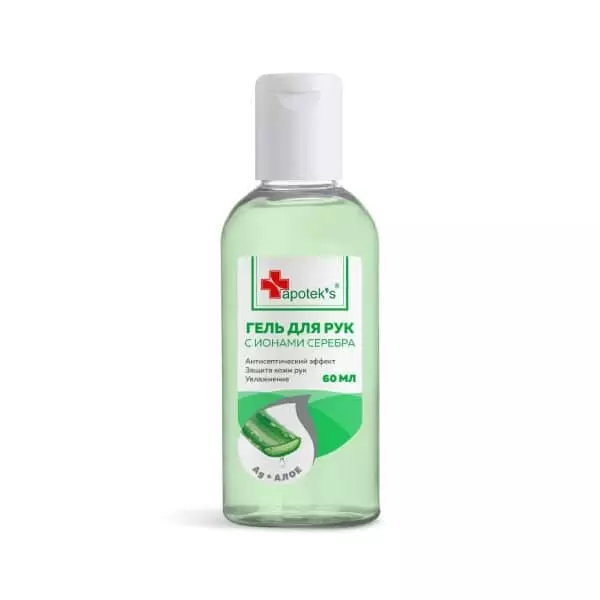 apotek's®
ГЕЛЬ ДЛЯ РУК
С ИОНАМИ СЕРЕБРА
Антисептический эффект
Защита кожи рук
Увлажнение
60 МЛ
Ag + АЛОЕ